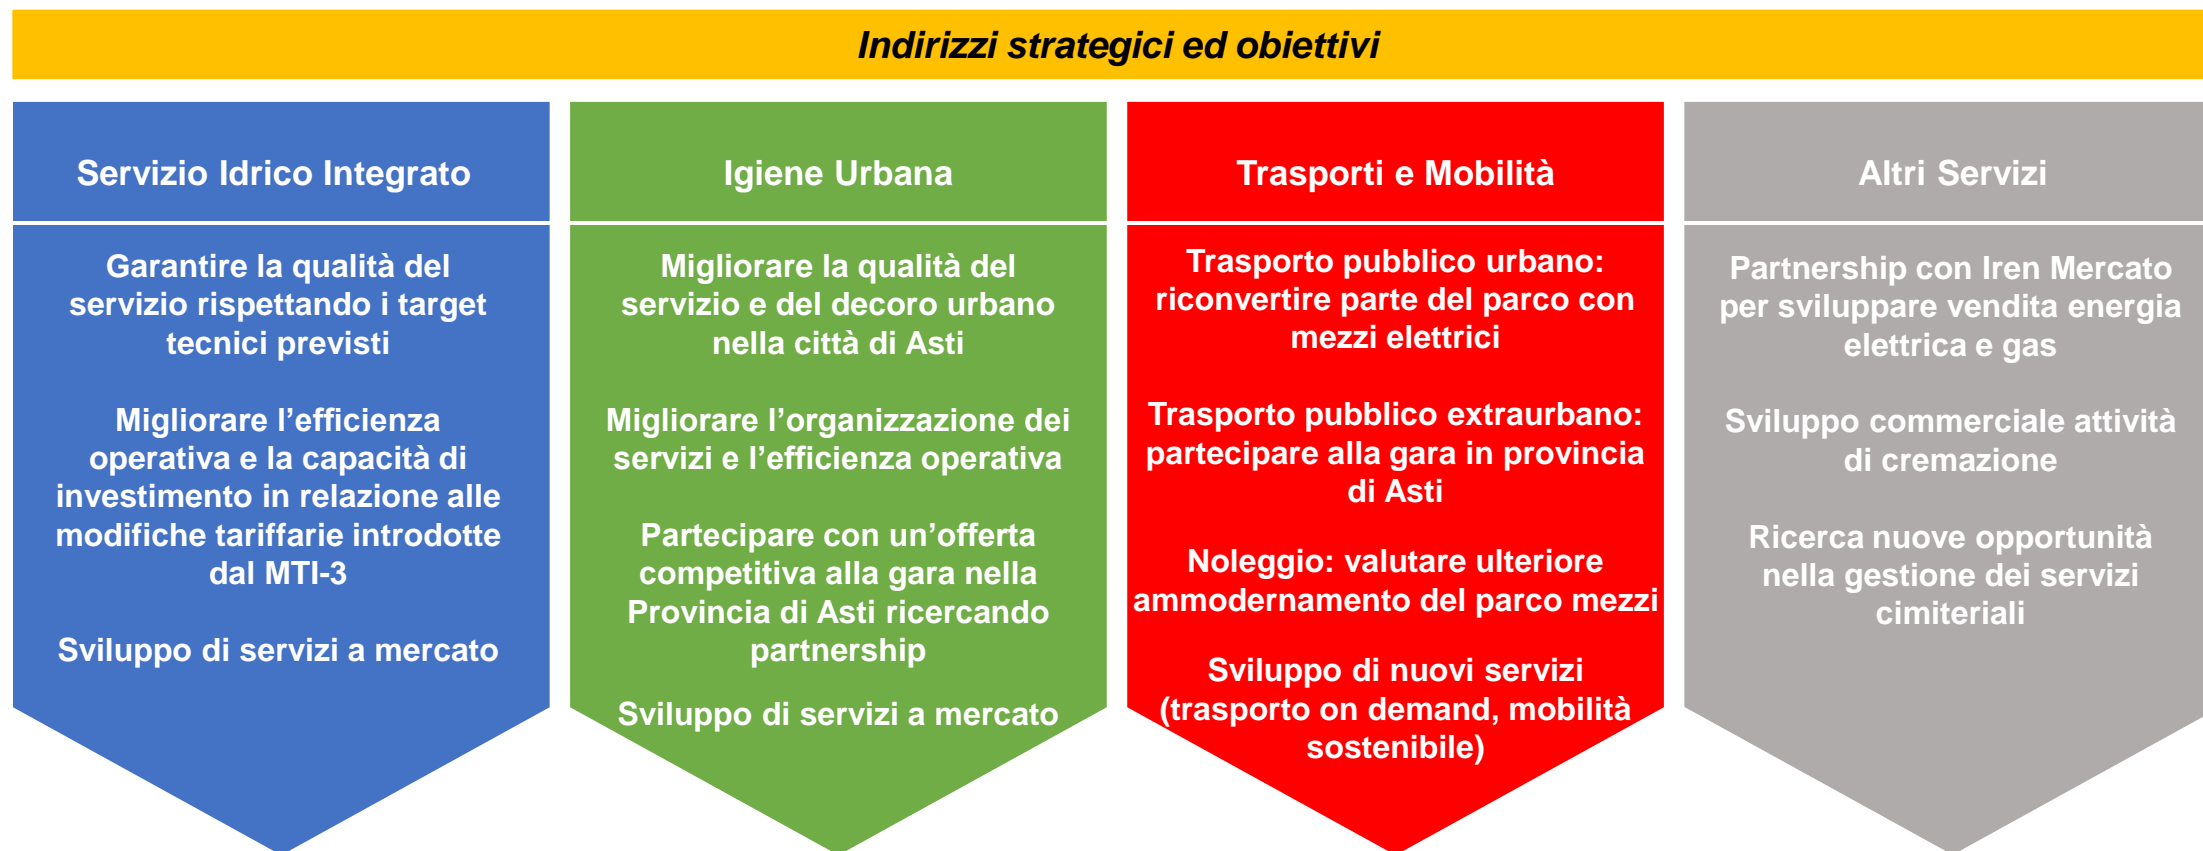 Indirizzi strategici ed obiettivi
Servizio Idrico Integrato
Garantire la qualità del
servizio rispettando i target
tecnici previsti
Migliorare l’efficienza
operativa e la capacità di
investimento in relazione alle
modifiche tariffarie introdotte
dal MTI-3
Sviluppo di servizi a mercato
Igiene Urbana
Migliorare la qualità del
servizio e del decoro urbano
nella città di Asti
Migliorare l’organizzazione dei
servizi e l’efficienza operativa
Partecipare con un’offerta
competitiva alla gara nella
Provincia di Asti ricercando
partnership
Sviluppo di servizi a mercato
Trasporti e Mobilità
Trasporto pubblico urbano:
riconvertire parte del parco con
mezzi elettrici
Trasporto pubblico extraurbano:
partecipare alla gara in provincia
di Asti
Noleggio: valutare ulteriore
ammodernamento del parco mezzi
Sviluppo di nuovi servizi
(trasporto on demand, mobilità
sostenibile)
Altri Servizi
Partnership con Iren Mercato
per sviluppare vendita energia
elettrica e gas
Sviluppo commerciale attività
di cremazione
Ricerca nuove opportunità
nella gestione dei servizi
cimiteriali